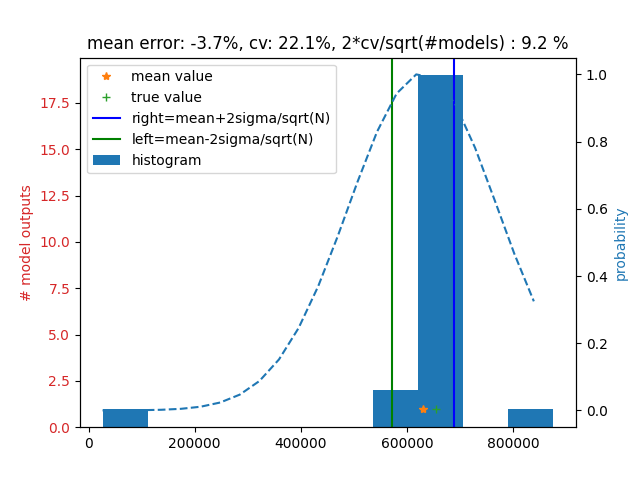 mean error: -3.7%, cv: 22.1%, 2*cv/sqrt(#models) : 9.2 %
mean value
true value
right=mean+2sigma/sqrt(N)
left=mean-2sigma/sqrt(N)
histogram
# model outputs
17.5
15.0
12.5
10.0
7.5
5.0
2.5
0.0
1.0
0.8
0.6
0.4
0.2
0.0
probability
0
200000
400000
600000
800000